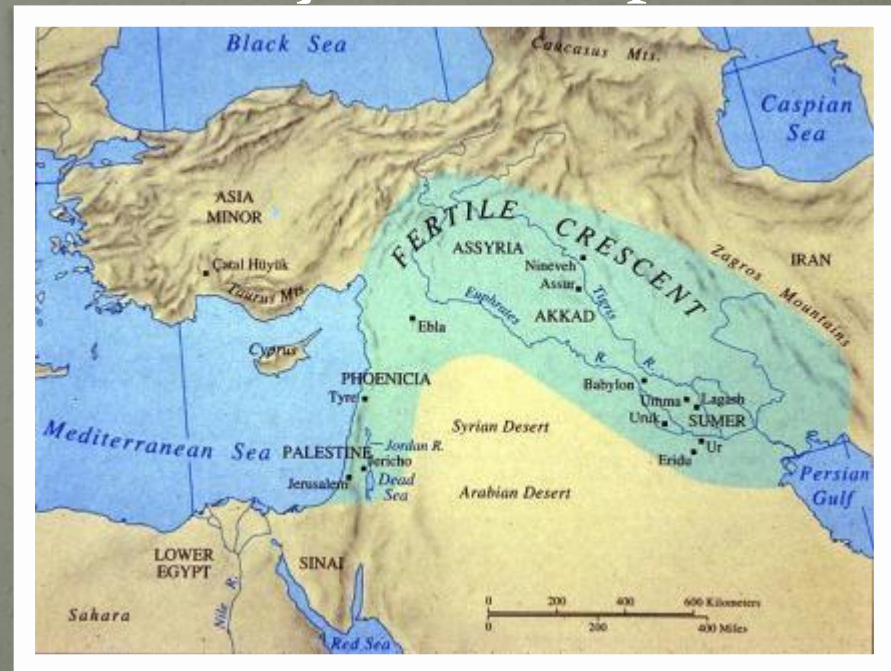 Black Sea
Caucasus Mts.
Caspian
Sea
ASIA
MINOR
FERTILE CRESCENT
ASSYRIA
Nineveh
Assur
Zagros Mountains
IRAN
Çatal Hüyük
Taurus Mts.
Euphrates R.
Tigris R.
AKKAD
Ebla
Cyprus
PHOENICIA
Tyre
Babylon
Umma
Lagash
Uruk
SUMER
Ur
Eridu
Syrian Desert
Mediterranean Sea
PALESTINE
Jordan R.
Jericho
Jerusalem
Dead
Sea
Arabian Desert
Persian
Gulf
LOWER
EGYPT
SINAI
Nile R.
Sahara
Red Sea
0 200 400 600 Kilometers
0 200 400 Miles